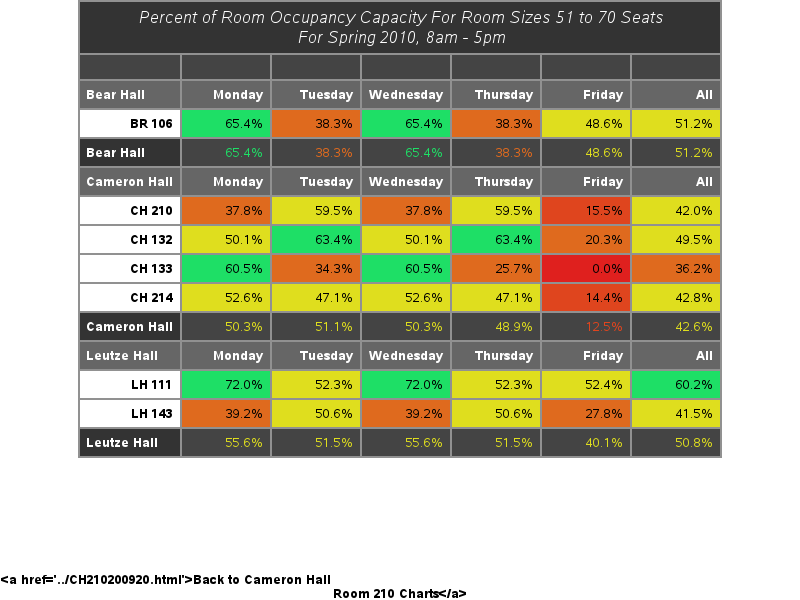 Percent of Room Occupancy Capacity For Room Sizes 51 to 70 Seats
For Spring 2010, 8am - 5pm
Bear Hall Monday Tuesday Wednesday Thursday Friday All
BR 106 65.4% 38.3% 65.4% 38.3% 48.6% 51.2%
Bear Hall 65.4% 38.3% 65.4% 38.3% 48.6% 51.2%
Cameron Hall Monday Tuesday Wednesday Thursday Friday All
CH 210 37.8% 59.5% 37.8% 59.5% 15.5% 42.0%
CH 132 50.1% 63.4% 50.1% 63.4% 20.3% 49.5%
CH 133 60.5% 34.3% 60.5% 25.7% 0.0% 36.2%
CH 214 52.6% 47.1% 52.6% 47.1% 14.4% 42.8%
Cameron Hall 50.3% 51.1% 50.3% 48.9% 12.5% 42.6%
Leutze Hall Monday Tuesday Wednesday Thursday Friday All
LH 111 72.0% 52.3% 72.0% 52.3% 52.4% 60.2%
LH 143 39.2% 50.6% 39.2% 50.6% 27.8% 41.5%
Leutze Hall 55.6% 51.5% 55.6% 51.5% 40.1% 50.8%
&lt;a href='../CH210200920.html'&gt;Back to Cameron Hall
Room 210 Charts&lt;/a&gt;